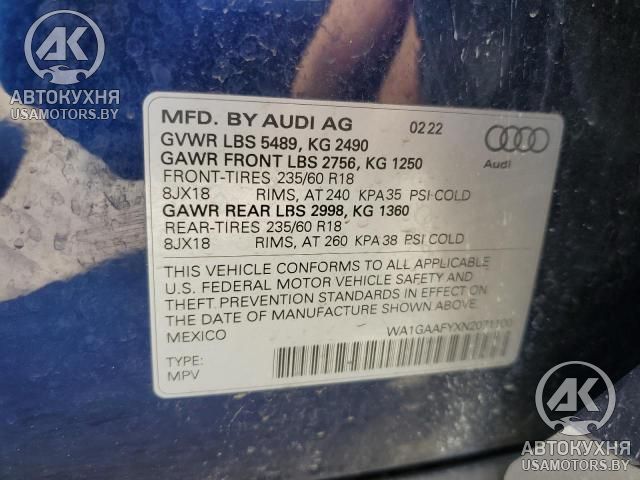 АК
АВТОКУХНЯ
USAMOTORS.BY
MFD. BY AUDI AG 02 22
GVWR LBS 5489, KG 2490
GAWR FRONT LBS 2756, KG 1250
FRONT-TIRES 235/60 R18
8JX18 RIMS, AT 240 KPA 35 PSI COLD
GAWR REAR LBS 2998, KG 1360
REAR-TIRES 235/60 R18
8JX18 RIMS, AT 260 KPA 38 PSI COLD
Audi
THIS VEHICLE CONFORMS TO ALL APPLICABLE
U.S. FEDERAL MOTOR VEHICLE SAFETY AND
THEFT PREVENTION STANDARDS IN EFFECT ON
THE DATE OF MANUFACTURE SHOWN ABOVE.
MEXICO
WA1GAAFYXN2071100
TYPE:
MPV
АК
АВТОКУХНЯ
USAMOTORS.BY